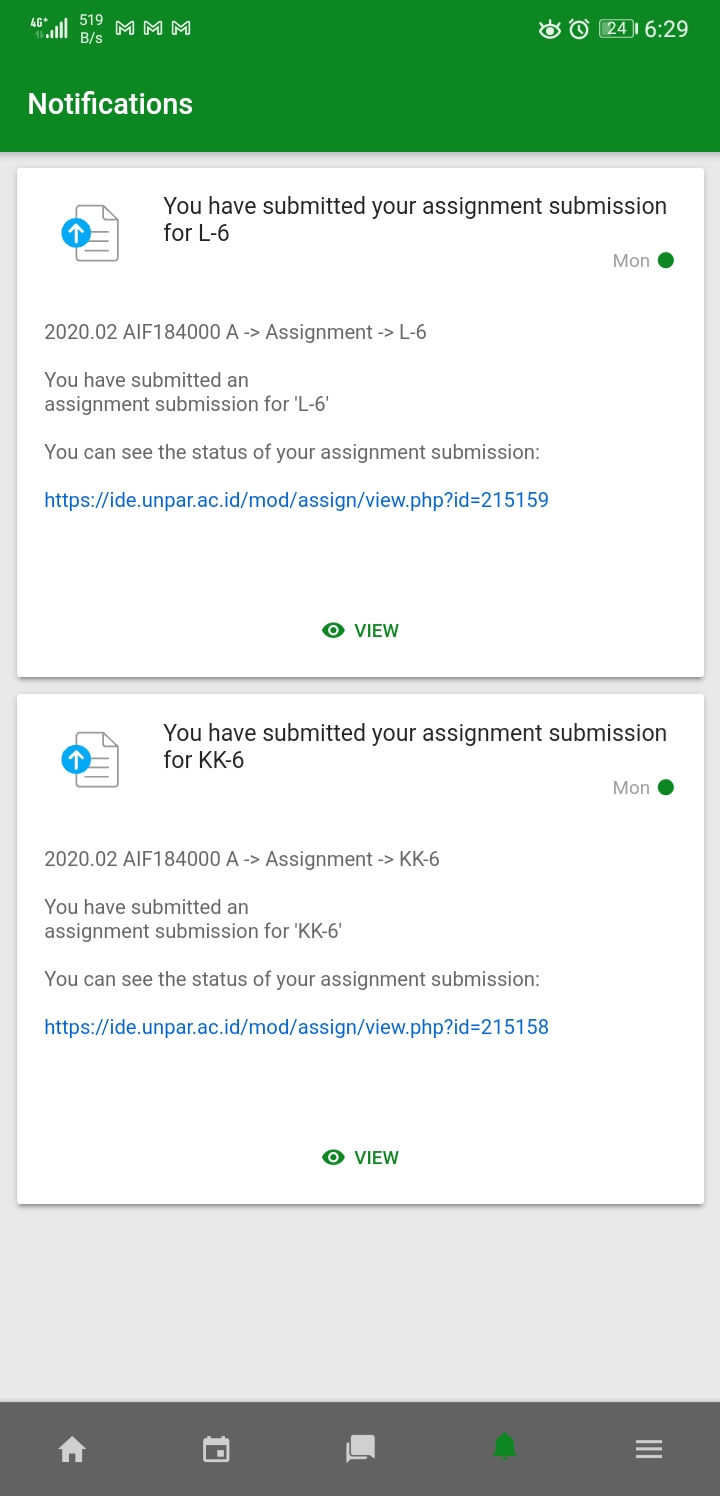 4G+ 519 B/s 24 6:29
Notifications
You have submitted your assignment submission
for L-6
Mon
2020.02 AIF184000 A -> Assignment -> L-6
You have submitted an
assignment submission for 'L-6'
You can see the status of your assignment submission:
https://ide.unpar.ac.id/mod/assign/view.php?id=215159
VIEW
You have submitted your assignment submission
for KK-6
Mon
2020.02 AIF184000 A -> Assignment -> KK-6
You have submitted an
assignment submission for 'KK-6'
You can see the status of your assignment submission:
https://ide.unpar.ac.id/mod/assign/view.php?id=215158
VIEW